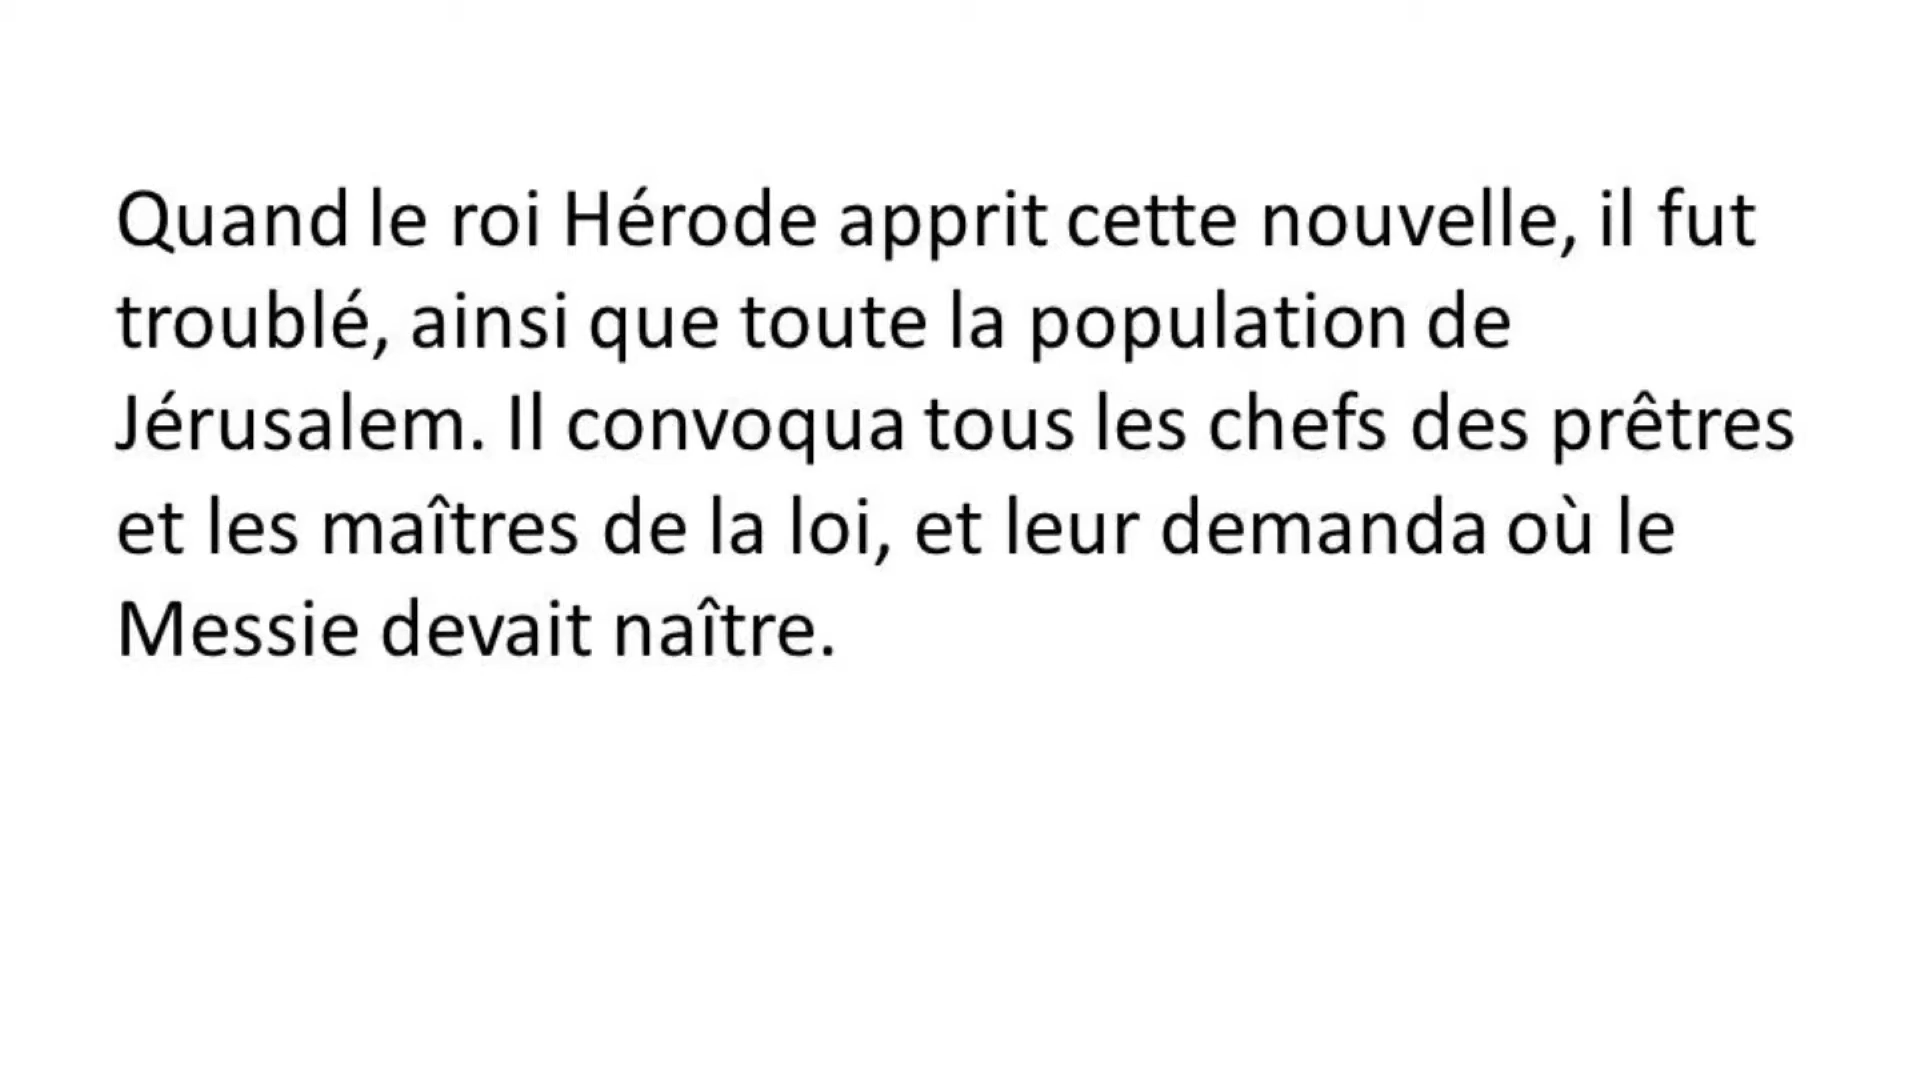 Quand le roi Hérode apprit cette nouvelle, il fut
troublé, ainsi que toute la population de
Jérusalem. Il convoqua tous les chefs des prêtres
et les maîtres de la loi, et leur demanda où le
Messie devait naître.